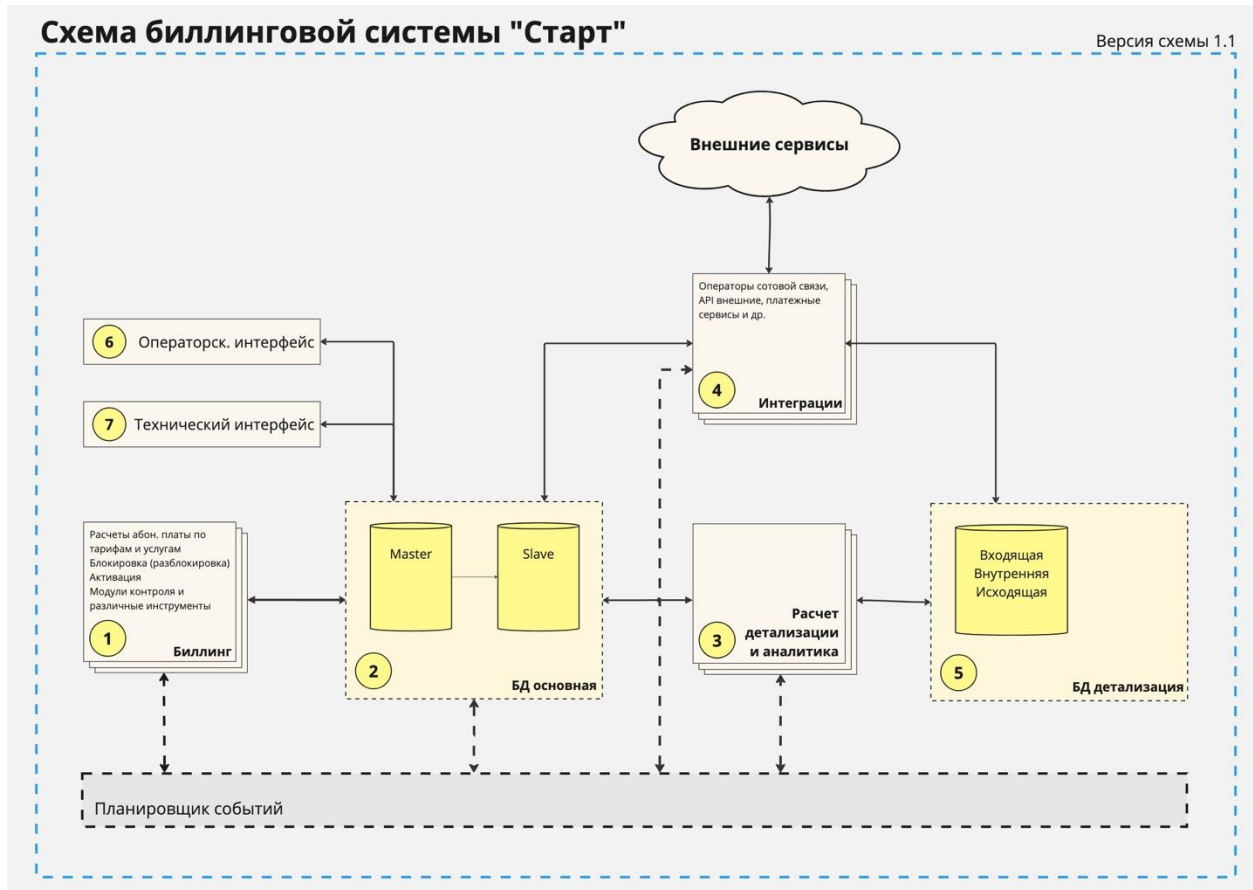 Схема биллинговой системы "Старт"
Версия схемы 1.1
Внешние сервисы
Операторы сотовой связи,
API внешние, платежные
сервисы и др.
4
Интеграции
6 Операторск. интерфейс
7 Технический интерфейс
Расчеты абон. платы по
тарифам и услугам
Блокировка (разблокировка)
Активация
Модули контроля и
различные инструменты
1
Биллинг
Master
Slave
2
БД основная
Расчет
детализации
и аналитика
3
Входящая
Внутренняя
Исходящая
5
БД детализация
Планировщик событий